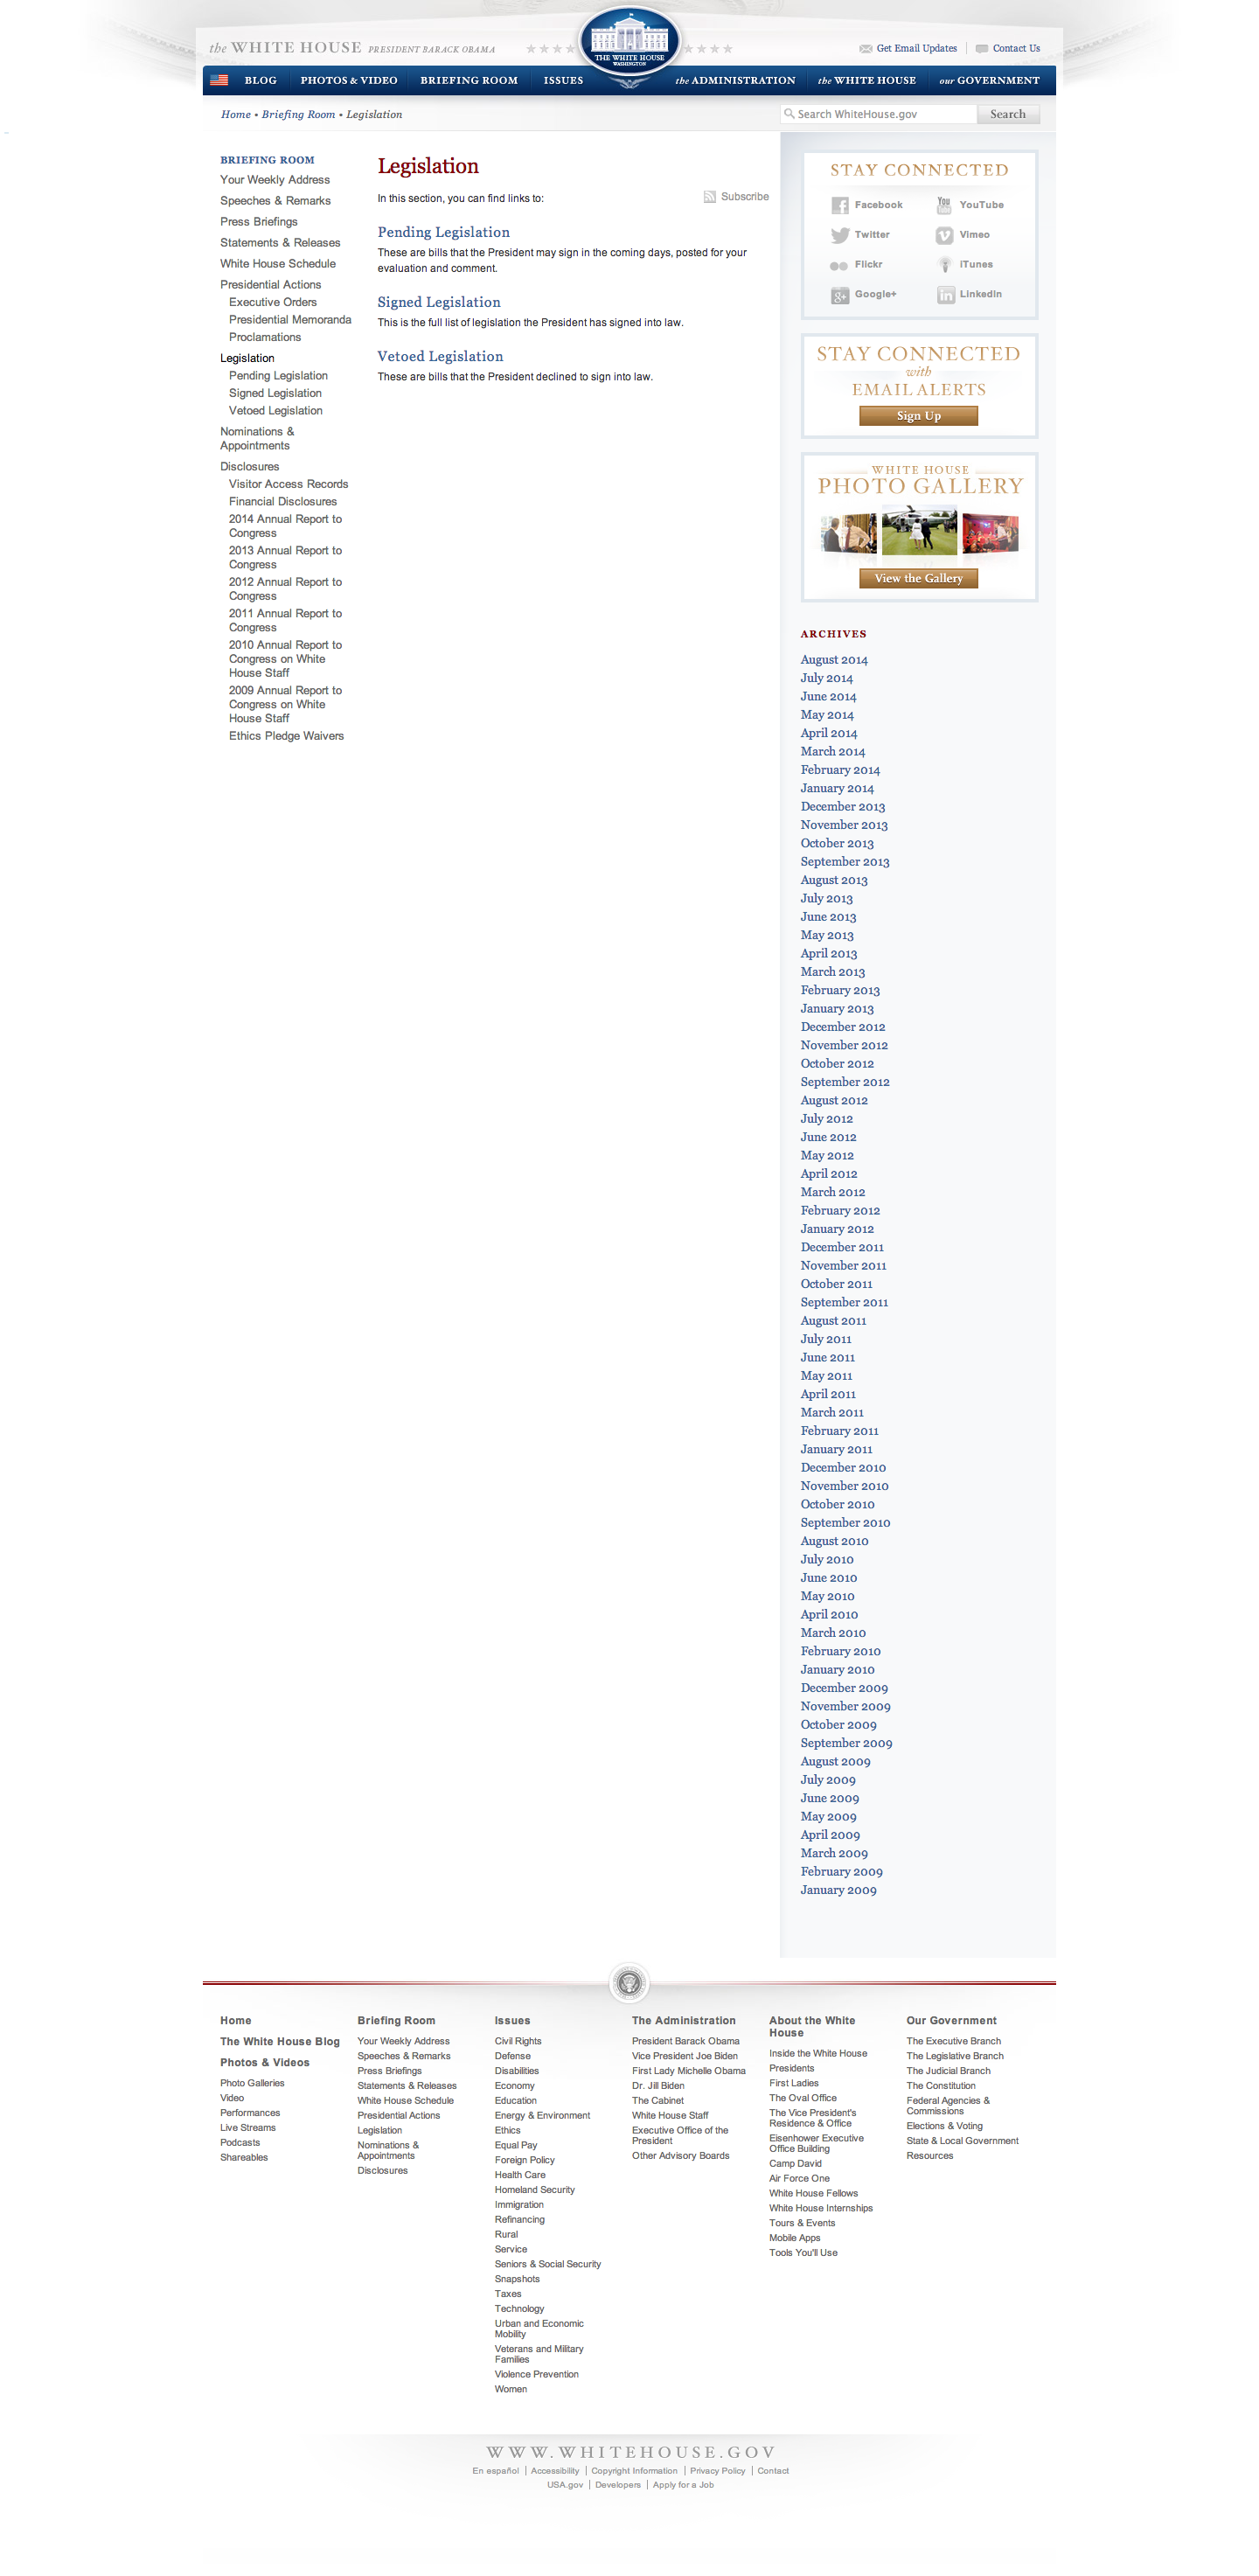 the WHITE HOUSE PRESIDENT BARACK OBAMA
THE WHITE HOUSE
WASHINGTON
Get Email Updates
Contact Us
BLOG
PHOTOS & VIDEO
BRIEFING ROOM
ISSUES
the ADMINISTRATION
the WHITE HOUSE
our GOVERNMENT
Home • Briefing Room • Legislation
Search WhiteHouse.gov
Search
BRIEFING ROOM
Your Weekly Address
Speeches & Remarks
Press Briefings
Statements & Releases
White House Schedule
Presidential Actions
Executive Orders
Presidential Memoranda
Proclamations
Legislation
Pending Legislation
Signed Legislation
Vetoed Legislation
Nominations &
Appointments
Disclosures
Visitor Access Records
Financial Disclosures
2014 Annual Report to
Congress
2013 Annual Report to
Congress
2012 Annual Report to
Congress
2011 Annual Report to
Congress
2010 Annual Report to
Congress on White
House Staff
2009 Annual Report to
Congress on White
House Staff
Ethics Pledge Waivers
Legislation
In this section, you can find links to:
Subscribe
Pending Legislation
These are bills that the President may sign in the coming days, posted for your
evaluation and comment.
Signed Legislation
This is the full list of legislation the President has signed into law.
Vetoed Legislation
These are bills that the President declined to sign into law.
STAY CONNECTED
Facebook
YouTube
Twitter
Vimeo
Flickr
iTunes
Google+
LinkedIn
STAY CONNECTED
with
EMAIL ALERTS
Sign Up
WHITE HOUSE
PHOTO GALLERY
View the Gallery
ARCHIVES
August 2014
July 2014
June 2014
May 2014
April 2014
March 2014
February 2014
January 2014
December 2013
November 2013
October 2013
September 2013
August 2013
July 2013
June 2013
May 2013
April 2013
March 2013
February 2013
January 2013
December 2012
November 2012
October 2012
September 2012
August 2012
July 2012
June 2012
May 2012
April 2012
March 2012
February 2012
January 2012
December 2011
November 2011
October 2011
September 2011
August 2011
July 2011
June 2011
May 2011
April 2011
March 2011
February 2011
January 2011
December 2010
November 2010
October 2010
September 2010
August 2010
July 2010
June 2010
May 2010
April 2010
March 2010
February 2010
January 2010
December 2009
November 2009
October 2009
September 2009
August 2009
July 2009
June 2009
May 2009
April 2009
March 2009
February 2009
January 2009
Home
The White House Blog
Photos & Videos
Photo Galleries
Video
Performances
Live Streams
Podcasts
Shareables
Briefing Room
Your Weekly Address
Speeches & Remarks
Press Briefings
Statements & Releases
White House Schedule
Presidential Actions
Legislation
Nominations &
Appointments
Disclosures
Issues
Civil Rights
Defense
Disabilities
Economy
Education
Energy & Environment
Ethics
Equal Pay
Foreign Policy
Health Care
Homeland Security
Immigration
Refinancing
Rural
Service
Seniors & Social Security
Snapshots
Taxes
Technology
Urban and Economic
Mobility
Veterans and Military
Families
Violence Prevention
Women
The Administration
President Barack Obama
Vice President Joe Biden
First Lady Michelle Obama
Dr. Jill Biden
The Cabinet
White House Staff
Executive Office of the
President
Other Advisory Boards
About the White
House
Inside the White House
Presidents
First Ladies
The Oval Office
The Vice President's
Residence & Office
Eisenhower Executive
Office Building
Camp David
Air Force One
White House Fellows
White House Internships
Tours & Events
Mobile Apps
Tools You'll Use
Our Government
The Executive Branch
The Legislative Branch
The Judicial Branch
The Constitution
Federal Agencies &
Commissions
Elections & Voting
State & Local Government
Resources
WWW.WHITEHOUSE.GOV
En español | Accessibility | Copyright Information | Privacy Policy | Contact
USA.gov | Developers | Apply for a Job